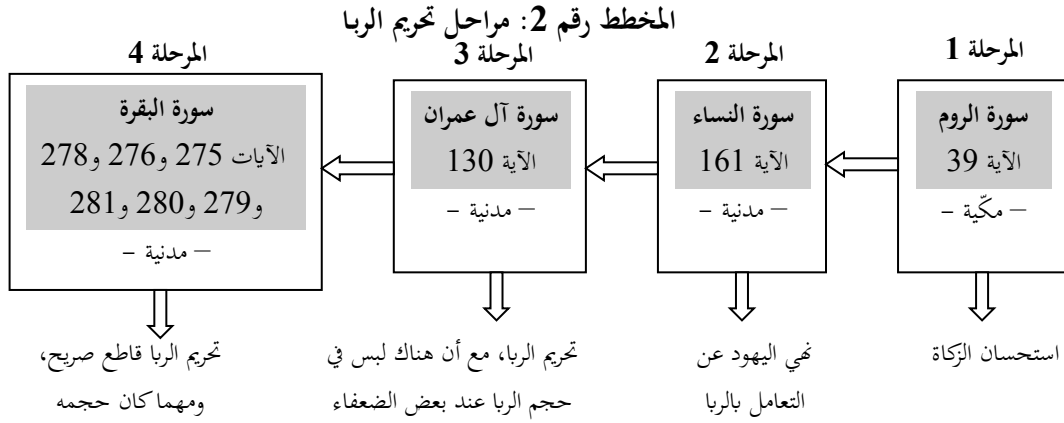 المخطط رقم 2: مراحل تحريم الربا
المرحلة 1
سورة الروم
الآية 39
– مكّية –
استحسان الزكاة
المرحلة 2
سورة النساء
الآية 161
– مدنية –
نهي اليهود عن
التعامل بالربا
المرحلة 3
سورة آل عمران
الآية 130
– مدنية –
تحريم الربا، مع أن هناك لبس في
حجم الربا عند بعض الضعفاء
المرحلة 4
سورة البقرة
الآيات 275 و276 و278
و279 و280 و281
– مدنية –
تحريم الربا قاطع صريح،
ومهما كان حجمه